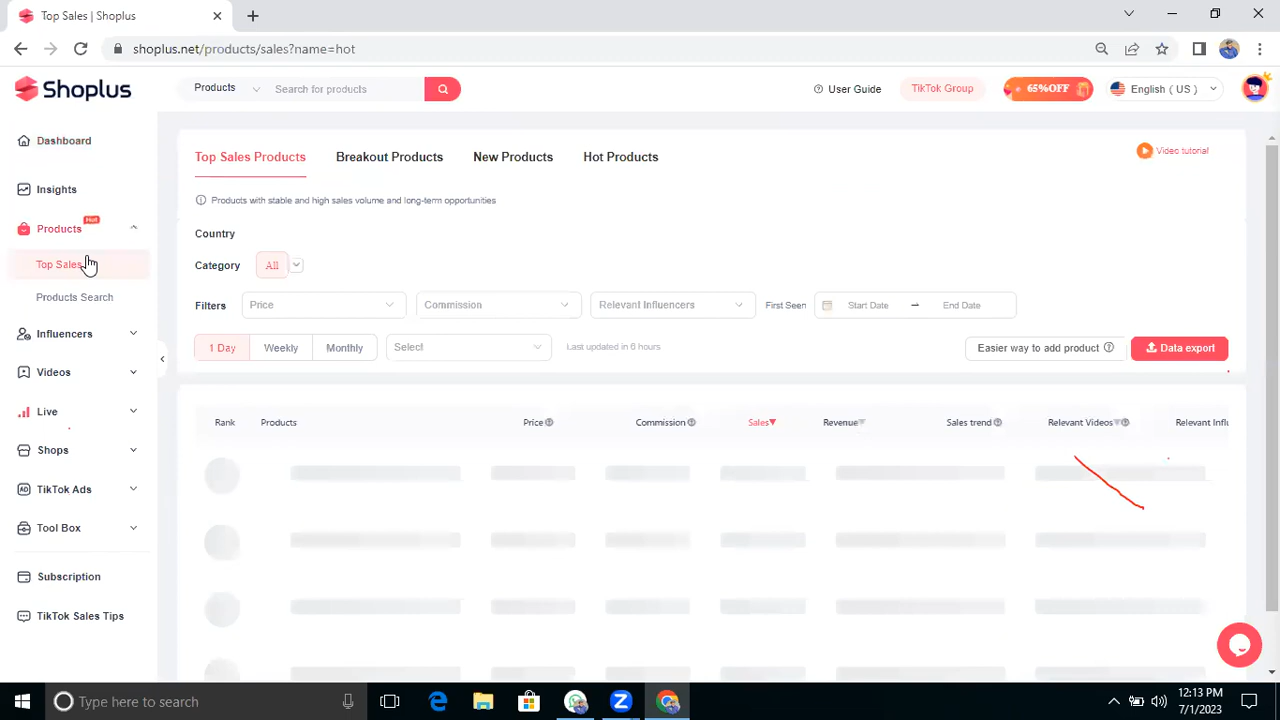 Top Sales | Shoplus
shoplus.net/products/sales?name=hot
Shoplus
Products
Search for products
User Guide
TikTok Group
65%OFF
English ( US )
Dashboard
Insights
Products
Hot
Top Sales
Products Search
Influencers
Videos
Live
Shops
TikTok Ads
Tool Box
Subscription
TikTok Sales Tips
Top Sales Products
Breakout Products
New Products
Hot Products
Video tutorial
Products with stable and high sales volume and long-term opportunities
Country
Category
All
Filters
Price
Commission
Relevant Influencers
First Seen
Start Date
End Date
1 Day
Weekly
Monthly
Select
Last updated in 6 hours.
Easier way to add product
Data export
Rank
Products
Price
Commission
Sales
Revenue
Sales trend
Relevant Videos
Relevant Influ
Type here to search
12:13 PM
7/1/2023